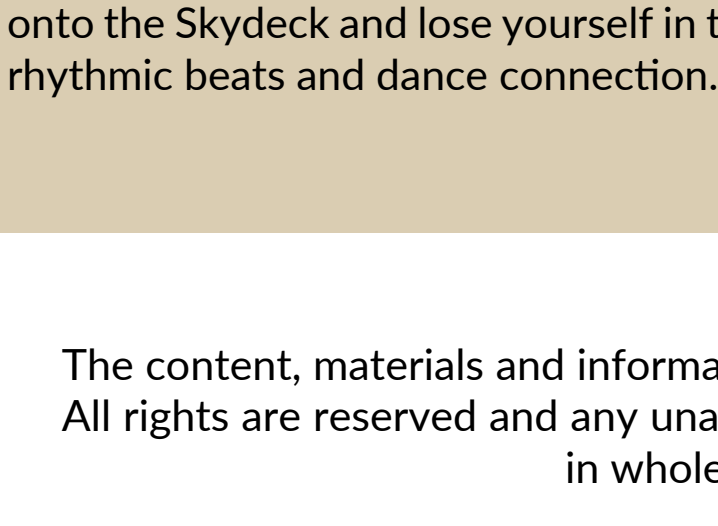 onto the Skydeck and lose yourself in t
rhythmic beats and dance connection.
The content, materials and informa
All rights are reserved and any una
in whole